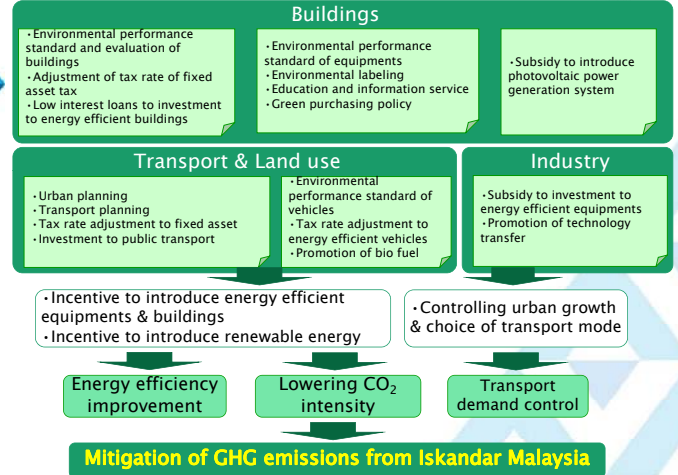 Buildings
・Environmental performance
standard and evaluation of
buildings
・Adjustment of tax rate of fixed
asset tax
・Low interest loans to investment
to energy efficient buildings
・Environmental performance
standard of equipments
・Environmental labeling
・Education and information service
・Green purchasing policy
・Subsidy to introduce
photovoltaic power
generation system
Transport & Land use
・Urban planning
・Transport planning
・Tax rate adjustment to fixed asset
・Investment to public transport
・Environmental
performance standard of
vehicles
・Tax rate adjustment to
energy efficient vehicles
・Promotion of bio fuel
Industry
・Subsidy to investment to
energy efficient equipments
・Promotion of technology
transfer
・Incentive to introduce energy efficient
equipments & buildings
・Incentive to introduce renewable energy
・Controlling urban growth
& choice of transport mode
Energy efficiency
improvement
Lowering CO₂
intensity
Transport
demand control
Mitigation of GHG emissions from Iskandar Malaysia